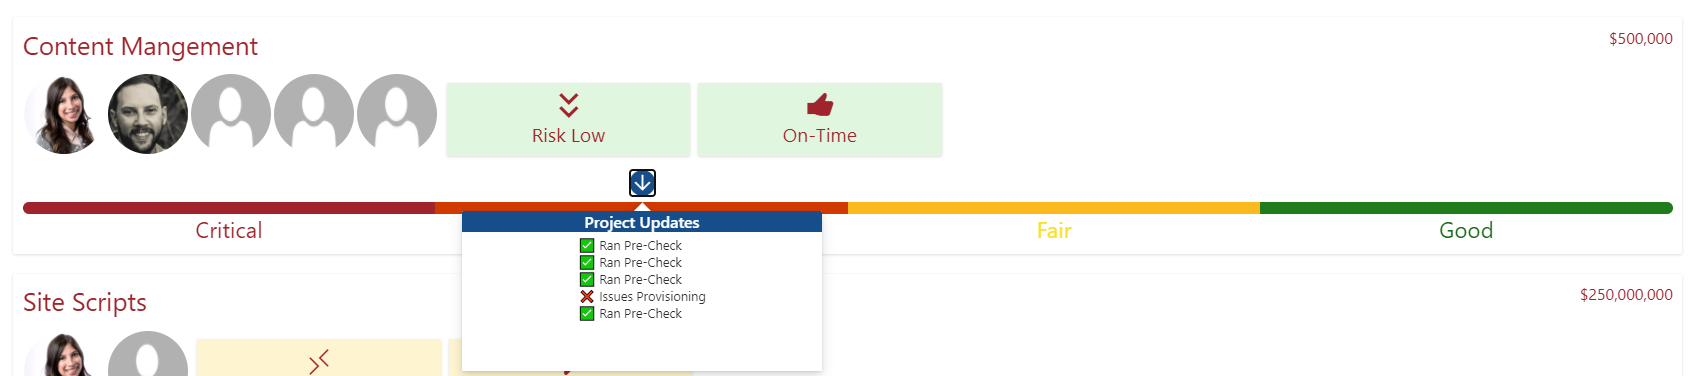 Content Mangement
$500,000
Risk Low
On-Time
Project Updates
Critical
Fair
Good
Ran Pre-Check
Ran Pre-Check
Ran Pre-Check
Issues Provisioning
Ran Pre-Check
Site Scripts
$250,000,000